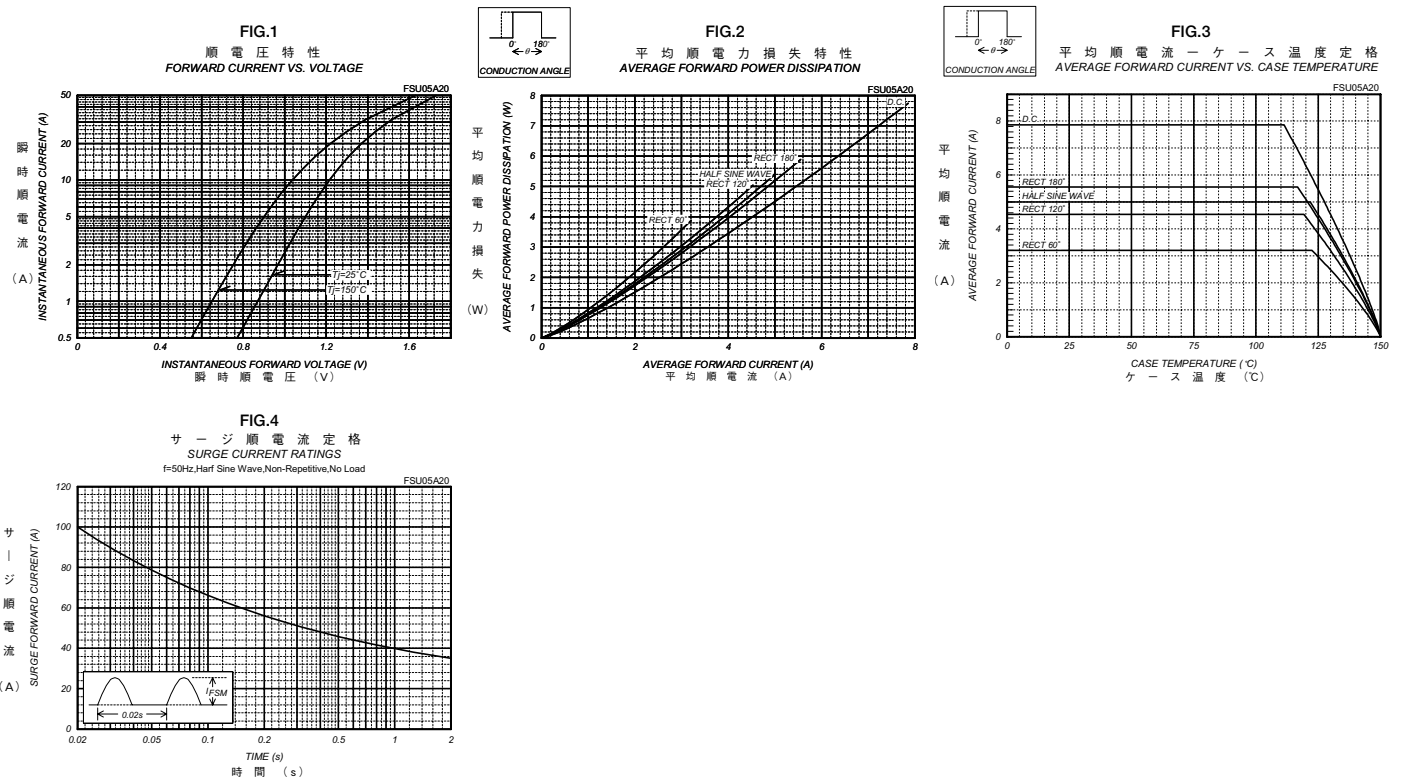 FIG.1
順 電 圧 特 性
FORWARD CURRENT VS. VOLTAGE
FSU05A20
瞬 時 順 電 流 (A)
INSTANTANEOUS FORWARD CURRENT (A)
50
20
10
5
2
1
0.5
Tj=25°C
Tj=150°C
0 0.4 0.6 0.8 1.0 1.2 1.6
INSTANTANEOUS FORWARD VOLTAGE (V)
瞬 時 順 電 圧 (V)
0° 180°
θ
CONDUCTION ANGLE
FIG.2
平 均 順 電 力 損 失 特 性
AVERAGE FORWARD POWER DISSIPATION
FSU05A20
平 均 順 電 力 損 失 (W)
AVERAGE FORWARD POWER DISSIPATION (W)
8
7
6
5
4
3
2
1
0
D.C.
RECT 180°
HALF SINE WAVE
RECT 120°
RECT 60°
0 2 4 6 8
AVERAGE FORWARD CURRENT (A)
平 均 順 電 流 (A)
0° 180°
θ
CONDUCTION ANGLE
FIG.3
平 均 順 電 流 ー ケ ー ス 温 度 定 格
AVERAGE FORWARD CURRENT VS. CASE TEMPERATURE
FSU05A20
平 均 順 電 流 (A)
AVERAGE FORWARD CURRENT (A)
8
6
4
2
0
D.C.
RECT 180°
HALF SINE WAVE
RECT 120°
RECT 60°
0 25 50 75 100 125 150
CASE TEMPERATURE (°C)
ケ ー ス 温 度 (℃)
FIG.4
サ ー ジ 順 電 流 定 格
SURGE CURRENT RATINGS
f=50Hz,Harf Sine Wave,Non-Repetitive,No Load
FSU05A20
サ ー ジ 順 電 流 (A)
SURGE FORWARD CURRENT (A)
120
100
80
60
40
20
0
IFSM
0.02s
0.02 0.05 0.1 0.2 0.5 1 2
TIME (s)
時 間 (s)